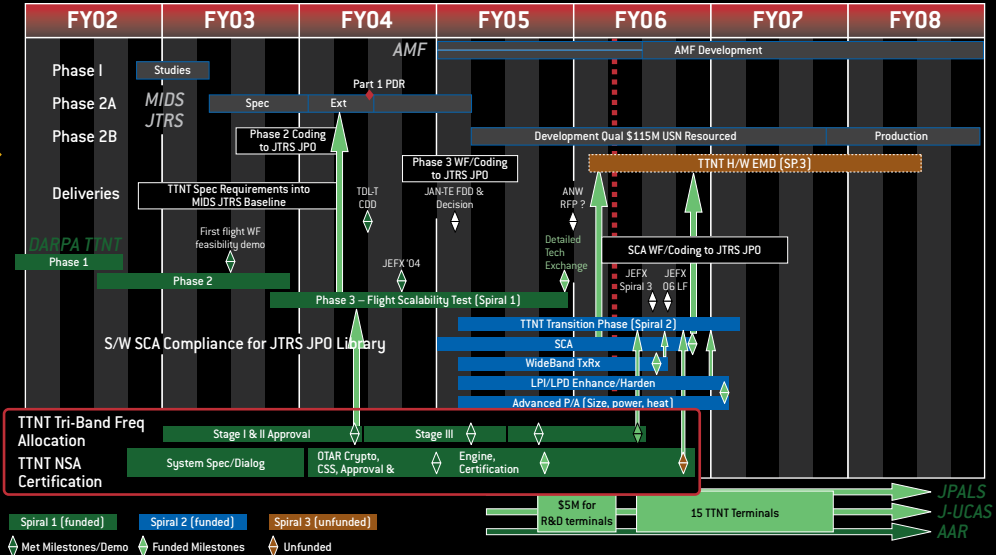 FY02 FY03 FY04 FY05 FY06 FY07 FY08
AMF
AMF Development
Phase I
Studies
Part 1 PDR
Phase 2A
MIDS
JTRS
Spec
Ext
Phase 2B
Phase 2 Coding
to JTRS JPO
Development Qual $115M USN Resourced
Production
Phase 3 WF/Coding
to JTRS JPO
TTNT H/W EMD (SP.3)
Deliveries
TTNT Spec Requirements into
MIDS JTRS Baseline
TDL-T
COD
JAN-TE FDD &
Decision
ANW
RFP ?
First flight WF
feasibility demo
DARPA TTNT
Detailed
Tech
Exchange
SCA WF/Coding to JTRS JPO
Phase 1
Phase 2
JEFX '04
JEFX
Spiral 3
JEFX
06 LF
Phase 3 – Flight Scalability Test (Spiral 1)
TTNT Transition Phase (Spiral 2)
S/W SCA Compliance for JTRS JPO Library
SCA
WideBand TxRx
LPI/LPD Enhance/Harden
Advanced P/A (Size, power, heat)
TTNT Tri-Band Freq
Allocation
Stage I & II Approval
Stage III
TTNT NSA
Certification
System Spec/Dialog
OTAR Crypto,
CSS, Approval &
Engine,
Certification
$5M for
R&D terminals
15 TTNT Terminals
JPALS
J-UCAS
AAR
Spiral 1 (funded)
Spiral 2 (funded)
Spiral 3 (unfunded)
Met Milestones/Demo
Funded Milestones
Unfunded